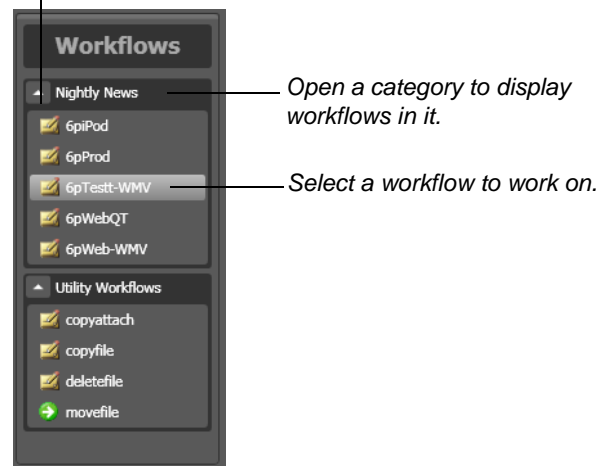 Workflows
Nightly News
Open a category to display
workflows in it.
6piPod
6pProd
6pTestt-WMV
Select a workflow to work on.
6pWebQT
6pWeb-WMV
Utility Workflows
copyattach
copyfile
deletefile
movefile